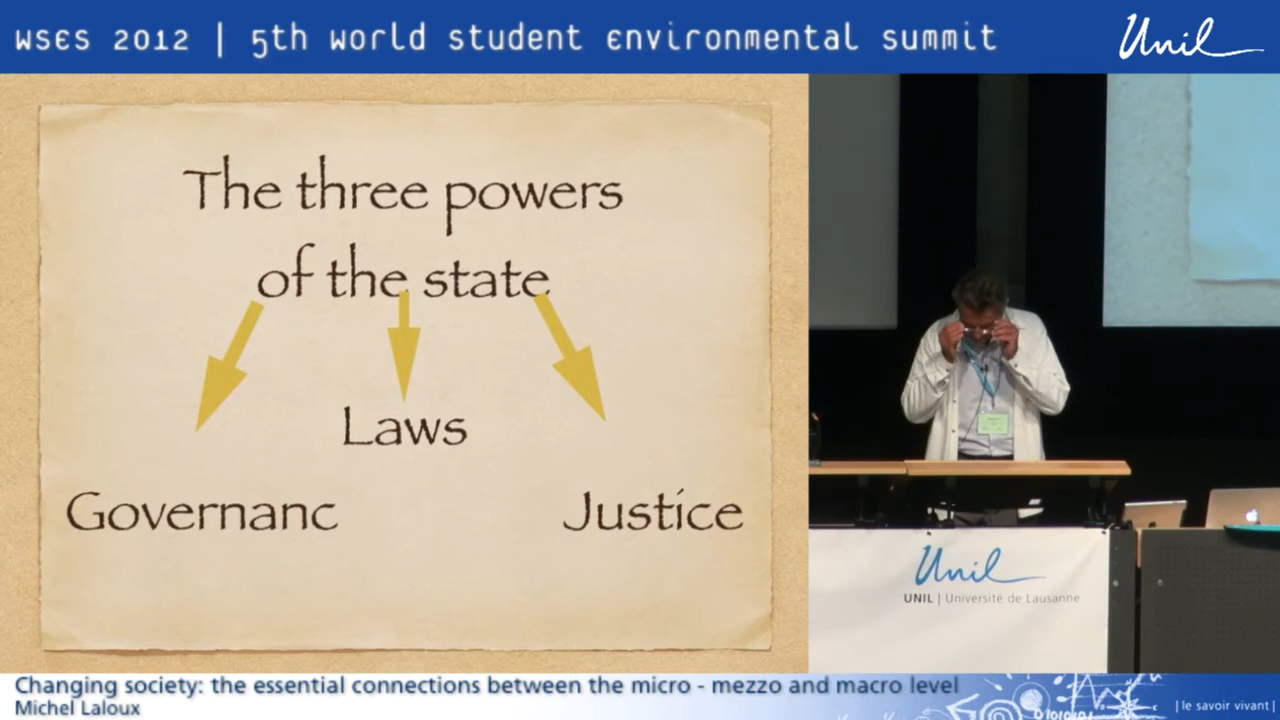 WSES 2012 | 5th world student environmental summit
Unil
The three powers
of the state
Laws
Governanc
Justice
Unil
UNIL | Université de Lausanne
Changing society: the essential connections between the micro - mezzo and macro level
Michel Laloux
| le savoir vivant |